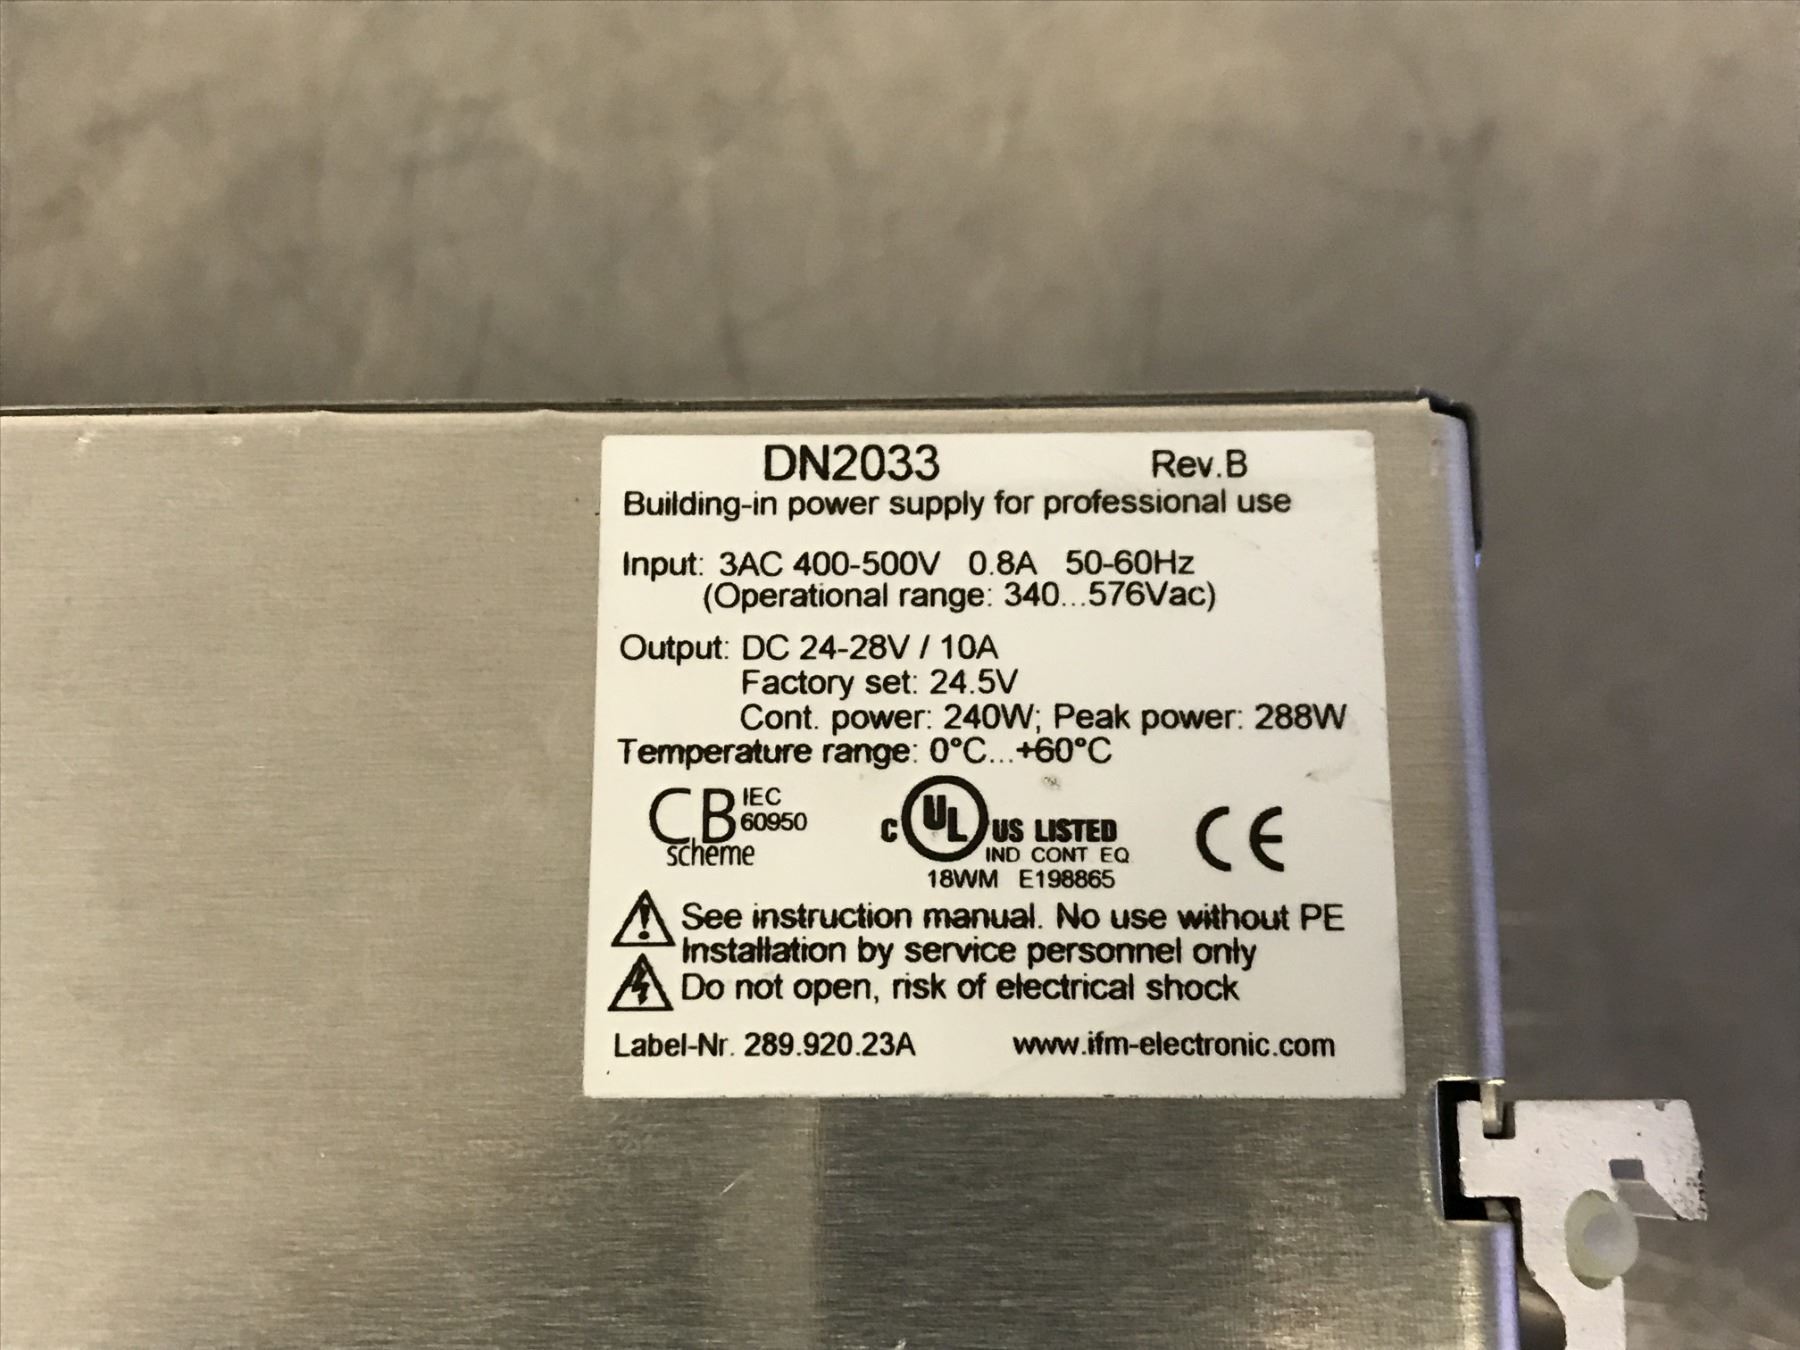 DN2033 Rev.B
Building-in power supply for professional use
Input: 3AC 400-500V 0.8A 50-60Hz
(Operational range: 340...576Vac)
Output: DC 24-28V / 10A
Factory set: 24.5V
Cont. power: 240W; Peak power: 288W
Temperature range: 0°C...+60°C
CB IEC 60950 scheme
C UL US LISTED
IND CONT EQ
18WM E198865
CE
See instruction manual. No use without PE
Installation by service personnel only
Do not open, risk of electrical shock
Label-Nr. 289.920.23A www.ifm-electronic.com